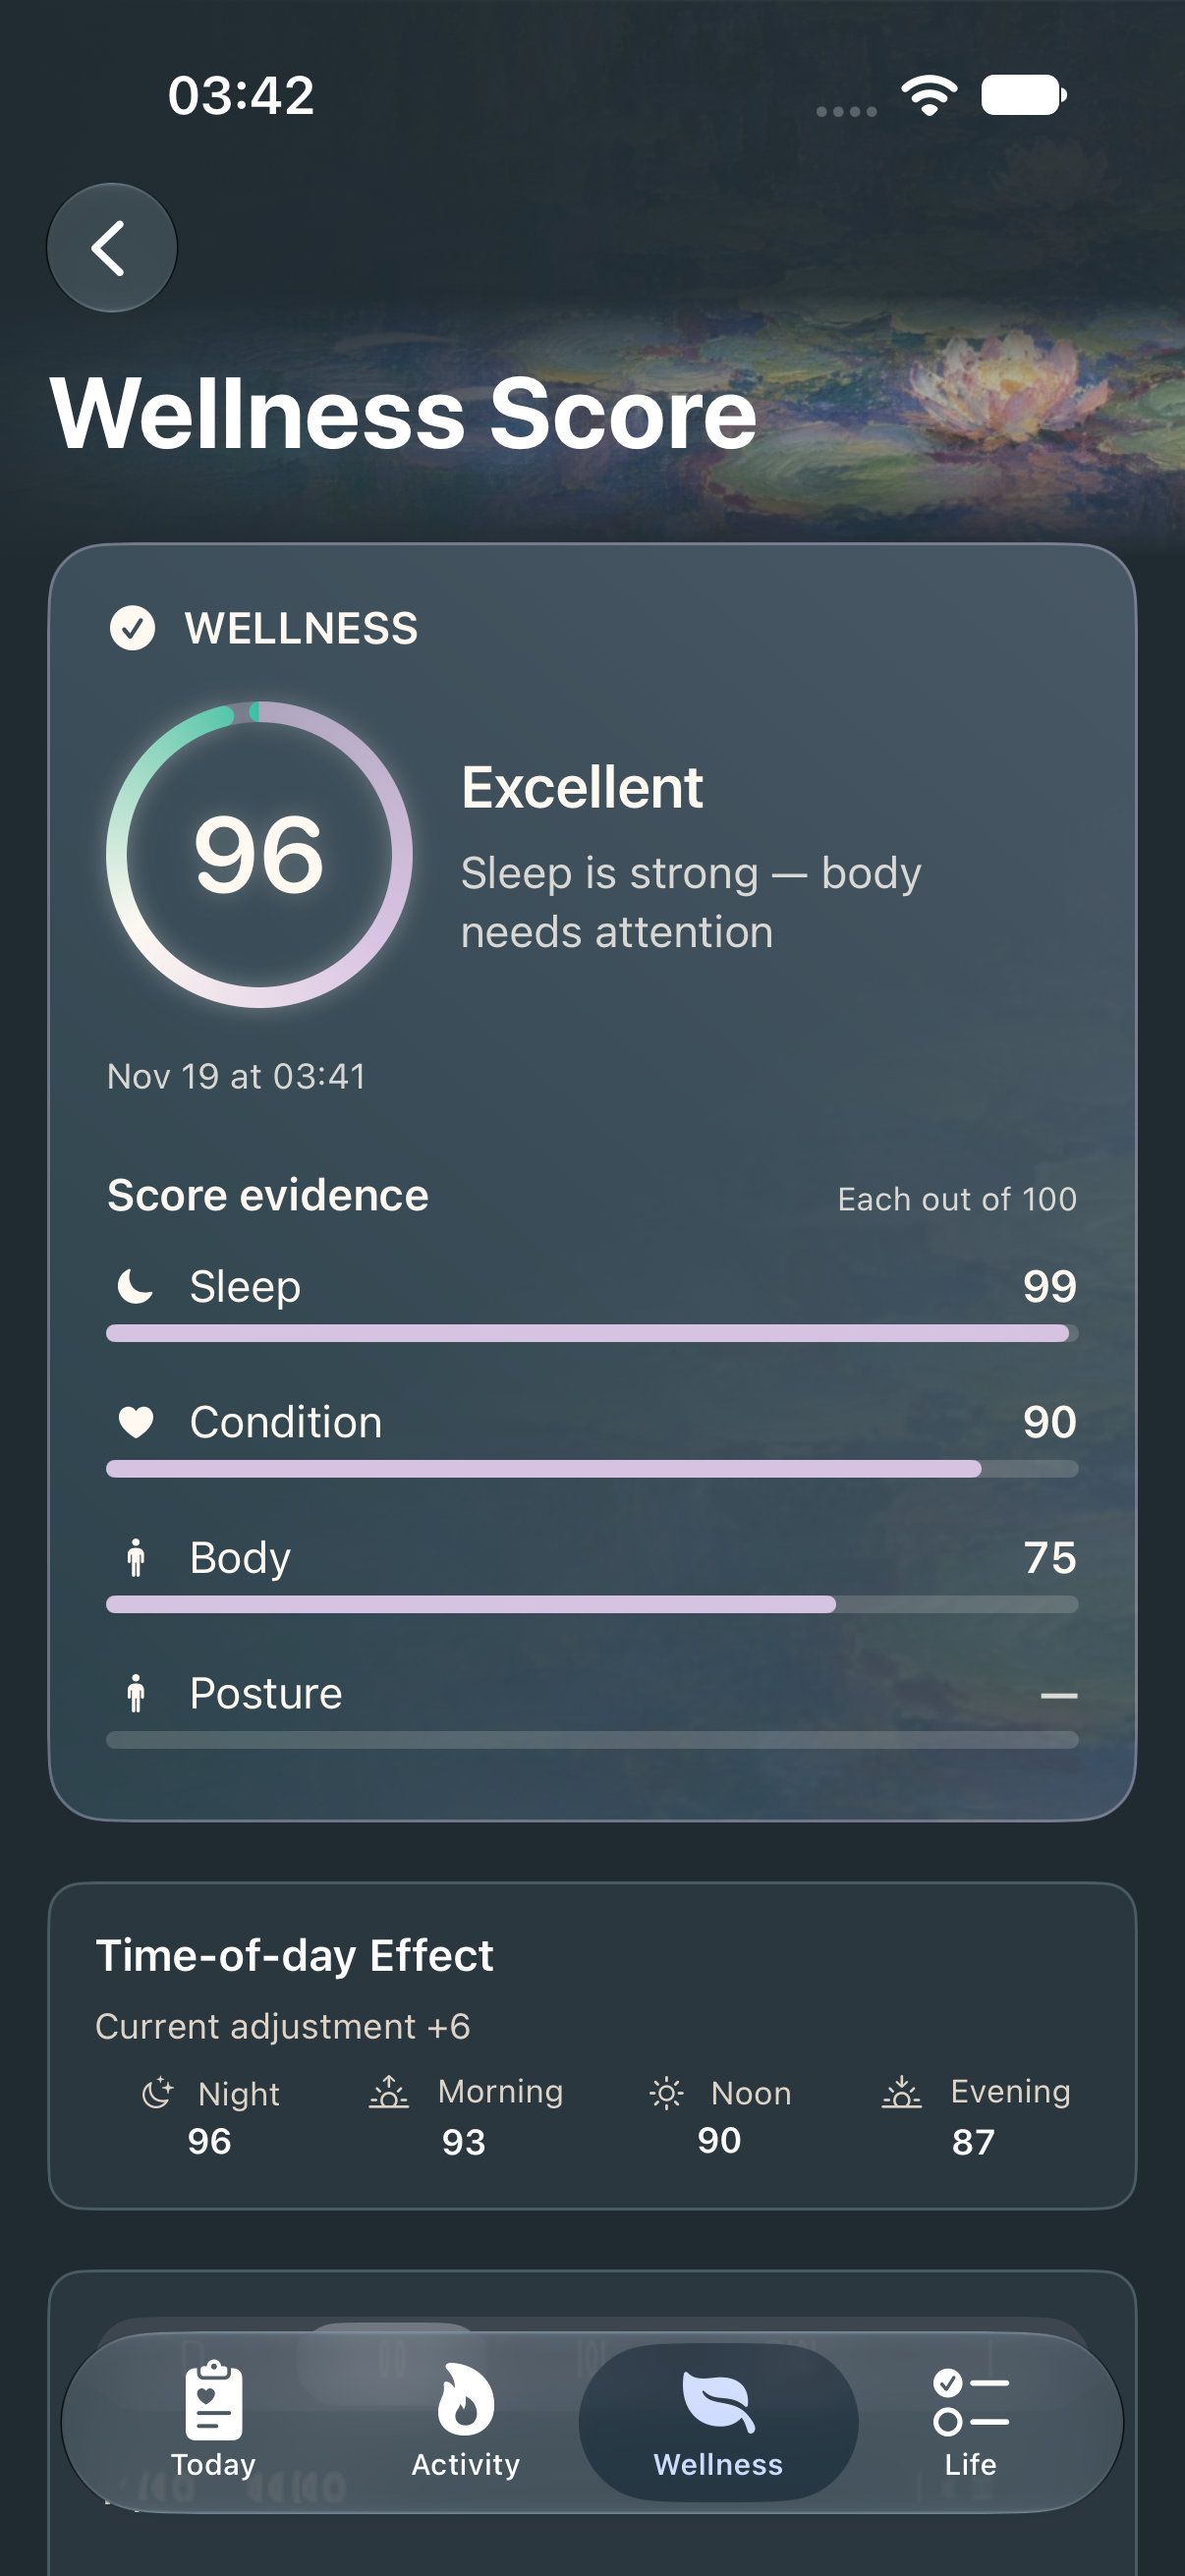 03:42
Wellness Score
WELLNESS
96
Excellent
Sleep is strong — body
needs attention
Nov 19 at 03:41
Score evidence
Each out of 100
Sleep
99
Condition
90
Body
75
Posture
—
Time-of-day Effect
Current adjustment +6
Night
Morning
Noon
Evening
96
93
90
87
Today
Activity
Wellness
Life